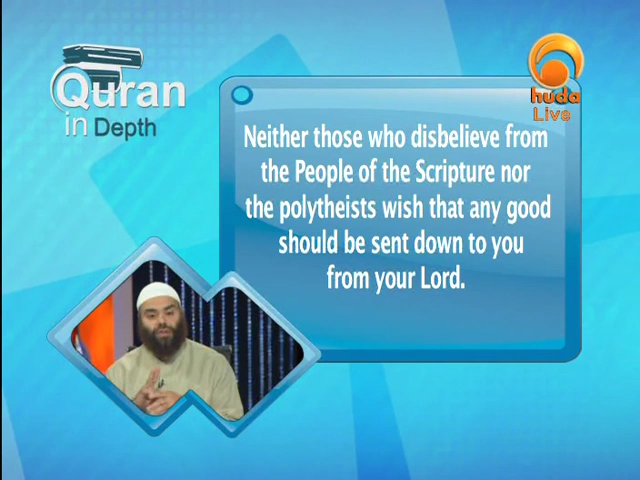 Quran
in Depth
huda
Live
Neither those who disbelieve from
the People of the Scripture nor
the polytheists wish that any good
should be sent down to you
from your Lord.